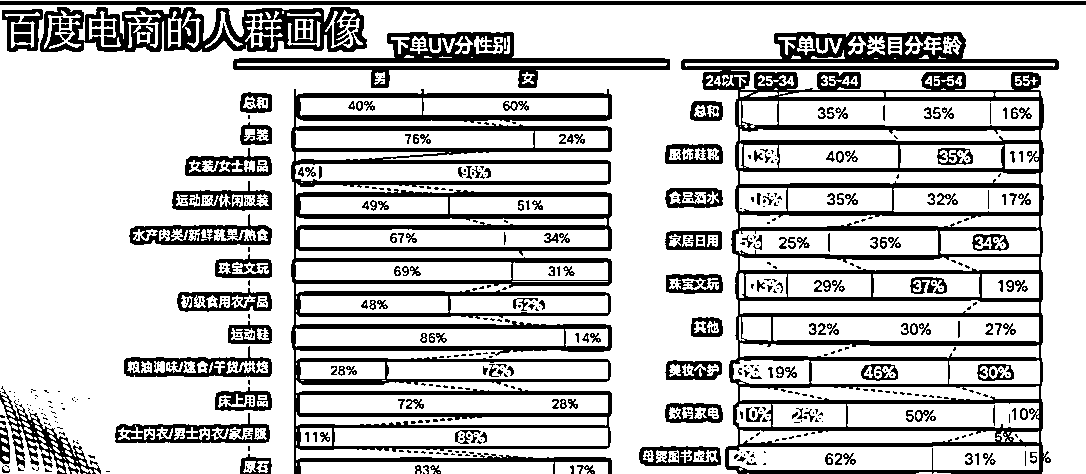 百度电商的人群画像
下单UV分性别
男 女
总和 40% 60%
男装 76% 24%
女装/女士精品 4% 96%
运动服/休闲服装 49% 51%
水产肉类/新鲜蔬果/熟食 67% 34%
珠宝文玩 69% 31%
初级食用农产品 48% 52%
运动鞋 86% 14%
粮油调味/速食/干货/烘焙 28% 72%
床上用品 72% 28%
女士内衣/男士内衣/家居服 11% 89%
原石 83% 17%
下单UV 分类目分年龄
24以下 25-34 35-44 45-54 55+
总和 35% 35% 16%
服饰鞋靴 13% 40% 35% 11%
食品酒水 16% 35% 32% 17%
家居日用 5% 25% 36% 34%
珠宝文玩 13% 29% 37% 19%
其他 32% 30% 27%
美妆个护 19% 46% 30%
数码家电 10% 25% 50% 10%
5%
母婴图书虚拟 62% 31% 5%